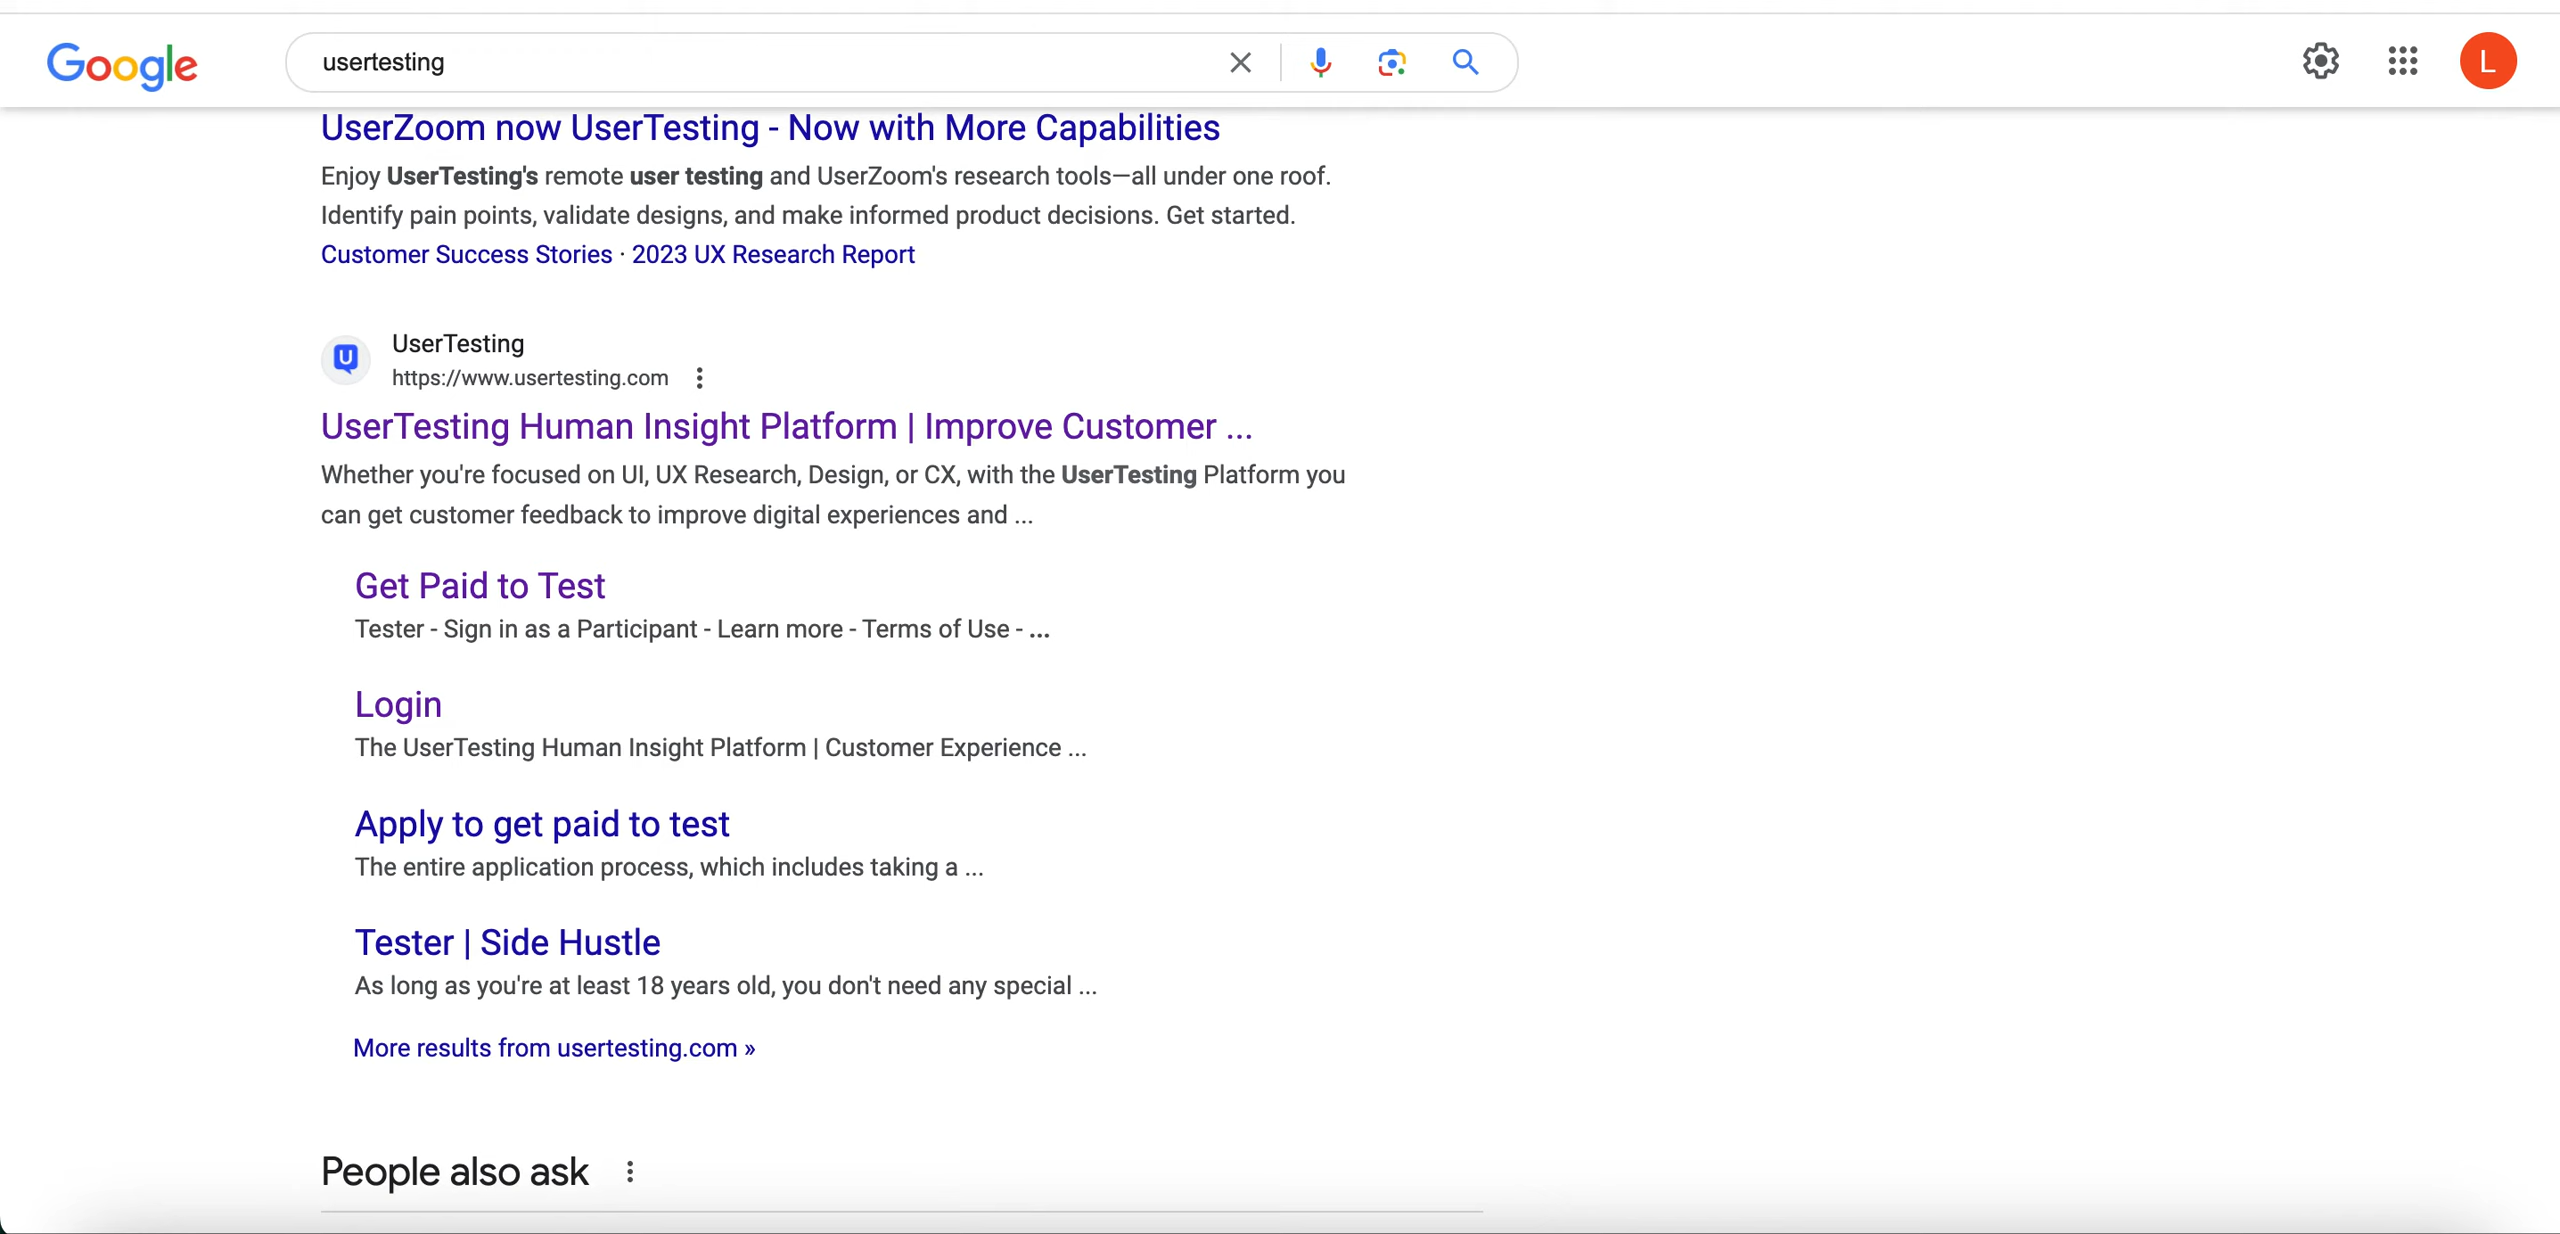 Google
usertesting
L
UserZoom now UserTesting - Now with More Capabilities
Enjoy UserTesting's remote user testing and UserZoom's research tools—all under one roof.
Identify pain points, validate designs, and make informed product decisions. Get started.
Customer Success Stories · 2023 UX Research Report
U
UserTesting
https://www.usertesting.com
UserTesting Human Insight Platform | Improve Customer ...
Whether you're focused on UI, UX Research, Design, or CX, with the UserTesting Platform you
can get customer feedback to improve digital experiences and ...
Get Paid to Test
Tester - Sign in as a Participant - Learn more - Terms of Use - ...
Login
The UserTesting Human Insight Platform | Customer Experience ...
Apply to get paid to test
The entire application process, which includes taking a ...
Tester | Side Hustle
As long as you're at least 18 years old, you don't need any special ...
More results from usertesting.com »
People also ask